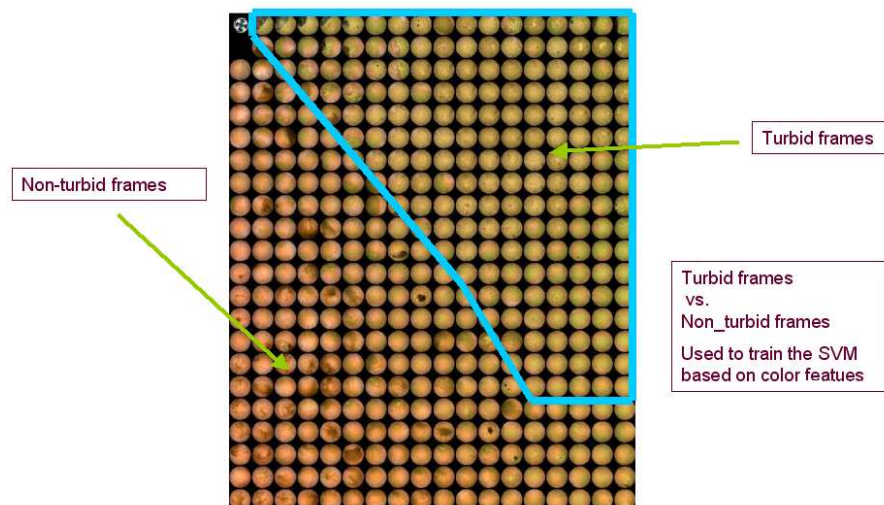 Turbid frames
Non-turbid frames
Turbid frames
vs.
Non_turbid frames
Used to train the SVM
based on color featues